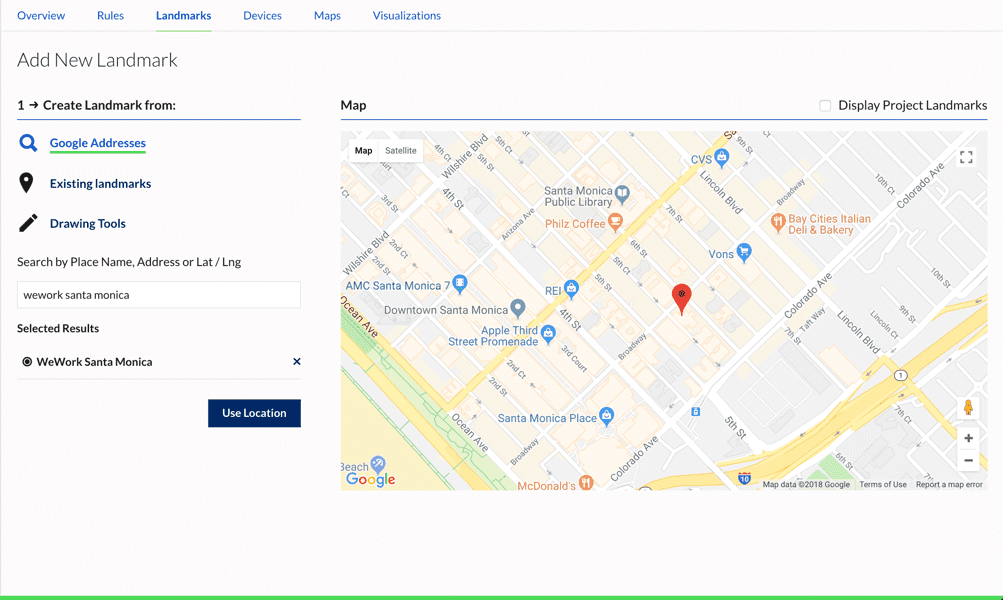 Overview
Rules
Landmarks
Devices
Maps
Visualizations
Add New Landmark
1 → Create Landmark from:
Google Addresses
Existing landmarks
Drawing Tools
Search by Place Name, Address or Lat / Lng
wework santa monica
Selected Results
WeWork Santa Monica
×
Use Location
Map
Display Project Landmarks
Map
Satellite
CVS
Lincoln Blvd
Broadway
10th Ct
Colorado Ave
Wilshire Blvd
4th Ct
4th St
Santa Monica
Public Library
Arizona Ave
Philz Coffee
7th St
Bay Cities Italian
Deli & Bakery
6th St
Vons
Wilshire Blvd
2nd Ct
5th St
AMC Santa Monica 7
REI
5th St
Downtown Santa Monica
4th St
Apple Third
Street Promenade
Broadway
3rd Court
Colorado Ave
9th St
Taft Way
7th St
Lincoln Blvd
Lincoln Ct
Ocean Ave
2nd St
2nd Ct
2nd St
1
Santa Monica Place
5th St
7th Ct
Ocean Ave
Broadway
Colorado Ave
6th St
Beach
Google
McDonald's
10
Map data ©2018 Google
Terms of Use
Report a map error